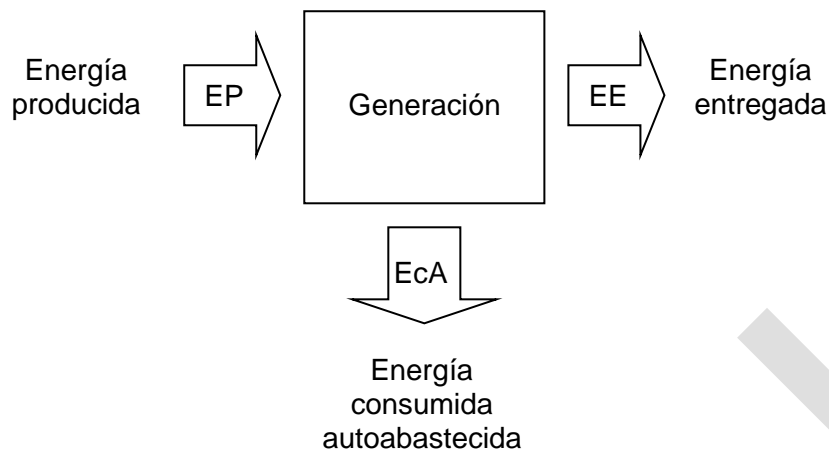 Energía
producida
EP
Generación
EE
Energía
entregada
EcA
Energía
consumida
autoabastecida